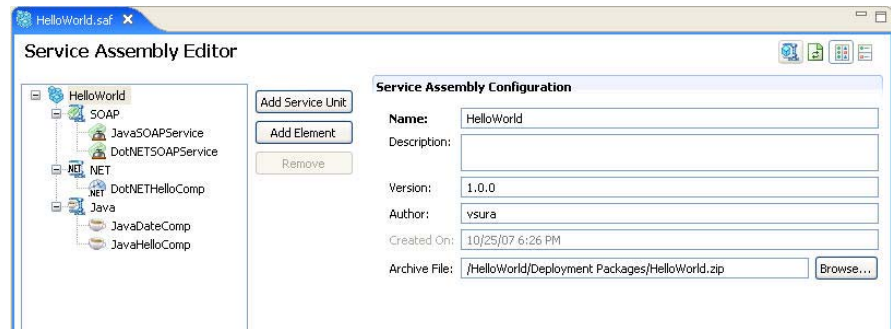 HelloWorld.saf
Service Assembly Editor
HelloWorld
SOAP
JavaSOAPService
DotNETSOAPService
.NET NET
.NET DotNETHelloComp
Java
JavaDateComp
JavaHelloComp
Add Service Unit
Add Element
Remove
Service Assembly Configuration
Name: HelloWorld
Description:
Version: 1.0.0
Author: vsura
Created On: 10/25/07 6:26 PM
Archive File: /HelloWorld/Deployment Packages/HelloWorld.zip Browse...